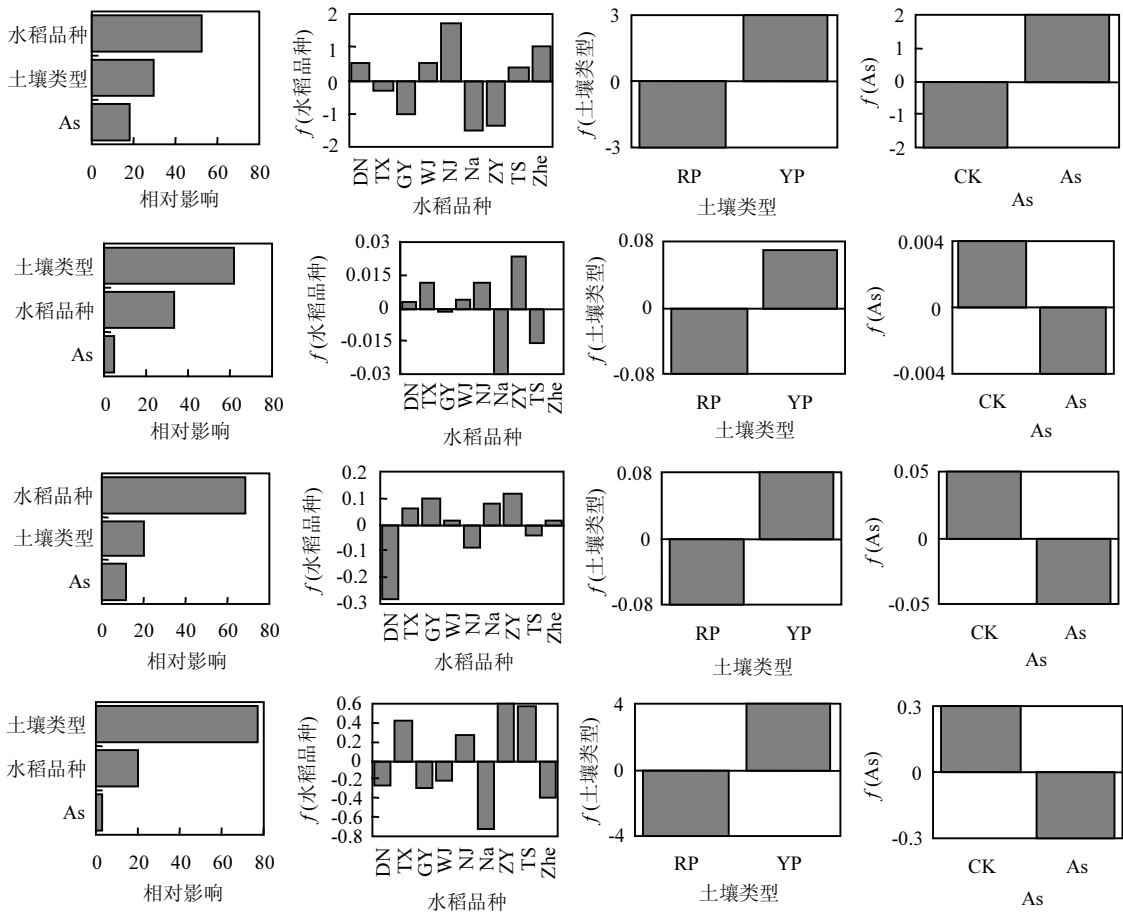 水稻品种
土壤类型
As
0 20 40 60 80
相对影响
f (水稻品种)
2
1
0
-1
-2
DN TX GY WJ NJ Na ZY TS Zhe
水稻品种
f (土壤类型)
3
0
-3
RP YP
土壤类型
f (As)
2
1
0
-1
-2
CK As
As
土壤类型
水稻品种
As
0 20 40 60 80
相对影响
f (水稻品种)
0.03
0.015
0
-0.015
-0.03
DN TX GY WJ NJ Na ZY TS Zhe
水稻品种
f (土壤类型)
0.08
0
-0.08
RP YP
土壤类型
f (As)
0.004
0
-0.004
CK As
As
水稻品种
土壤类型
As
0 20 40 60 80
相对影响
f (水稻品种)
0.2
0.1
0
-0.1
-0.2
-0.3
DN TX GY WJ NJ Na ZY TS Zhe
水稻品种
f (土壤类型)
0.08
0
-0.08
RP YP
土壤类型
f (As)
0.05
0
-0.05
CK As
As
土壤类型
水稻品种
As
0 20 40 60 80
相对影响
f (水稻品种)
0.6
0.4
0.2
0
-0.2
-0.4
-0.6
-0.8
DN TX GY WJ NJ Na ZY TS Zhe
水稻品种
f (土壤类型)
4
0
-4
RP YP
土壤类型
f (As)
0.3
0
-0.3
CK As
As